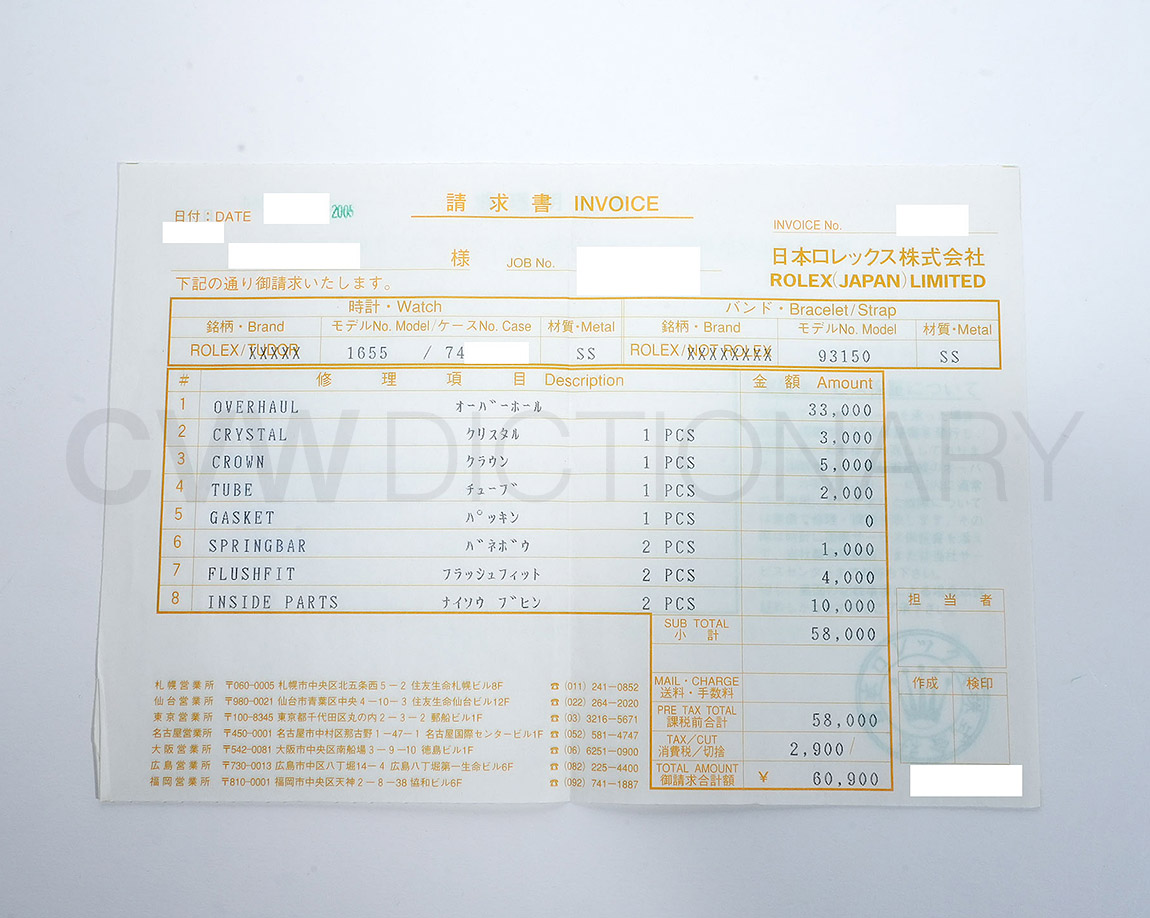 請求書 INVOICE
日付：DATE 2005
INVOICE No.
様 JOB No.
日本ロレックス株式会社
ROLEX(JAPAN)LIMITED
下記の通り御請求いたします。
時計・Watch バンド・Bracelet/Strap
銘柄・Brand モデルNo. Model/ケースNo. Case 材質・Metal 銘柄・Brand モデルNo. Model 材質・Metal
ROLEX/TUDOR 1655 / 74 SS ROLEX/NOT ROLEX 93150 SS
# 修理項目 Description 金額 Amount
1 OVERHAUL オーバーホール 33,000
2 CRYSTAL クリスタル 1 PCS 3,000
3 CROWN クラウン 1 PCS 5,000
4 TUBE チューブ 1 PCS 2,000
5 GASKET パッキン 1 PCS 0
6 SPRINGBAR バネボウ 2 PCS 1,000
7 FLUSHFIT フラッシュフィット 2 PCS 4,000
8 INSIDE PARTS ナイソウ ブヒン 2 PCS 10,000
SUB TOTAL
小計 58,000
担当者
MAIL・CHARGE
送料・手数料
作成 検印
PRE TAX TOTAL
課税前合計 58,000
TAX/CUT
消費税/切捨 2,900/
TOTAL AMOUNT
御請求合計額 ¥ 60,900
札幌営業所 〒060-0005 札幌市中央区北五条西5-2 住友生命札幌ビル8F ☎(011) 241-0852
仙台営業所 〒980-0021 仙台市青葉区中央4-10-3 住友生命仙台ビル12F ☎(022) 264-2020
東京営業所 〒100-8345 東京都千代田区丸の内2-3-2 郵船ビル1F ☎(03) 3216-5671
名古屋営業所 〒450-0001 名古屋市中村区那古野1-47-1 名古屋国際センタービル1F ☎(052) 581-4747
大阪営業所 〒542-0081 大阪市中央区南船場3-9-10 徳島ビル1F ☎(06) 6251-0900
広島営業所 〒730-0013 広島市中区八丁堀14-4 広島八丁堀第一生命ビル6F ☎(082) 225-4400
福岡営業所 〒810-0001 福岡市中央区天神2-8-38 協和ビル6F ☎(092) 741-1887
CVWDICTIONARY